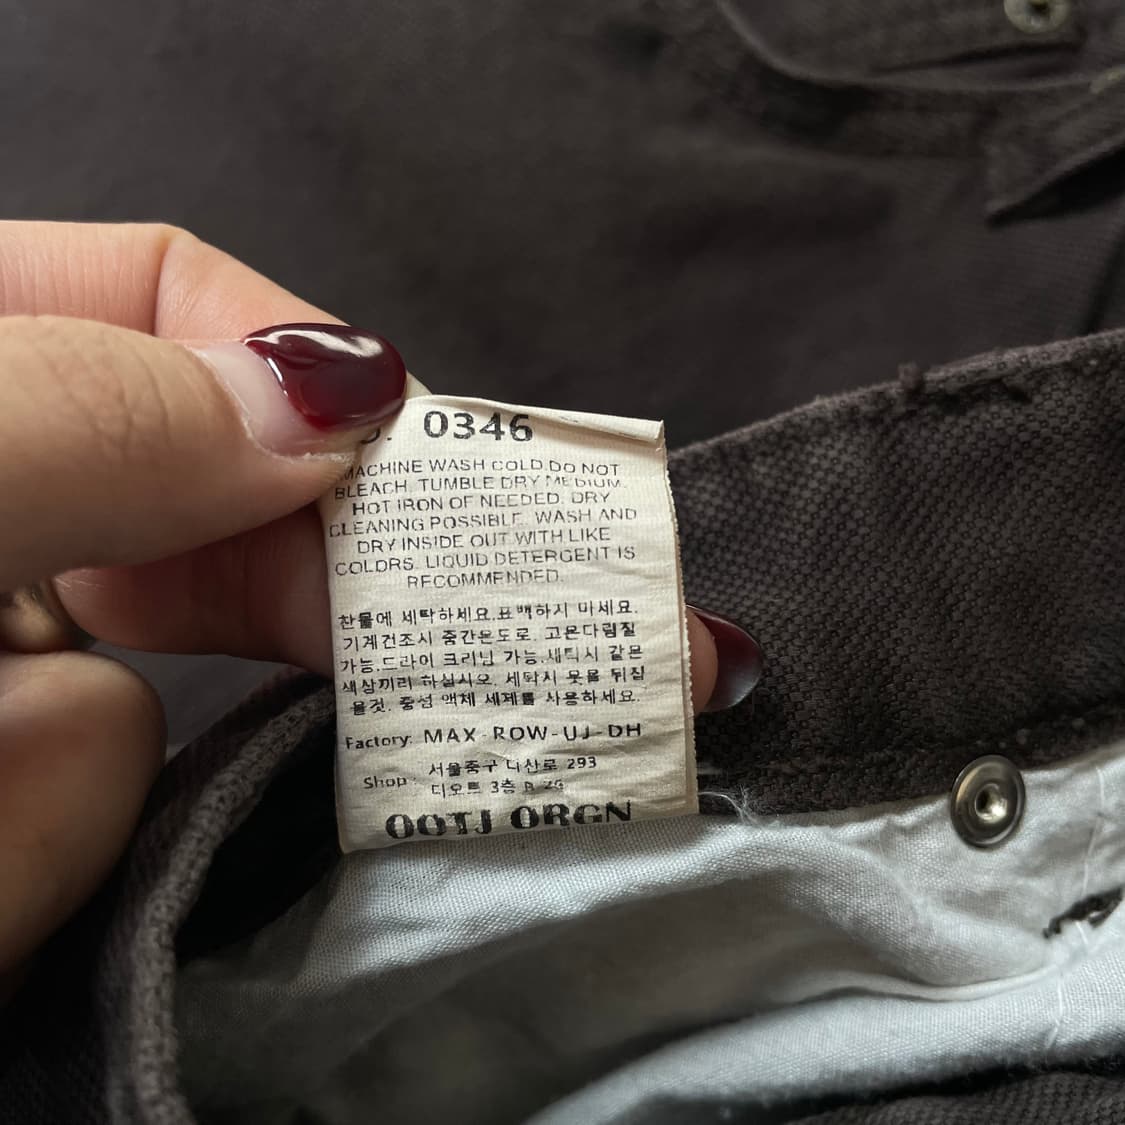 0346
MACHINE WASH COLD.DO NOT
BLEACH. TUMBLE DRY MEDIUM.
HOT IRON OF NEEDED. DRY
CLEANING POSSIBLE. WASH AND
DRY INSIDE OUT WITH LIKE
COLDRS. LIQUID DETERGENT IS
RECOMMENDED.
찬물에 세탁하세요.표백하지 마세요.
기계건조시 중간온도로. 고온다림질
가능.드라이 크리닝 가능.세탁시 같은
색상끼리 하십시오. 세탁시 옷을 뒤집
을것. 중성 액체 세제를 사용하세요.
Factory: MAX-ROW-UJ-DH
Shop : 서울중구 다산로 293
디오트 3층 B 26
OOTJ ORGN